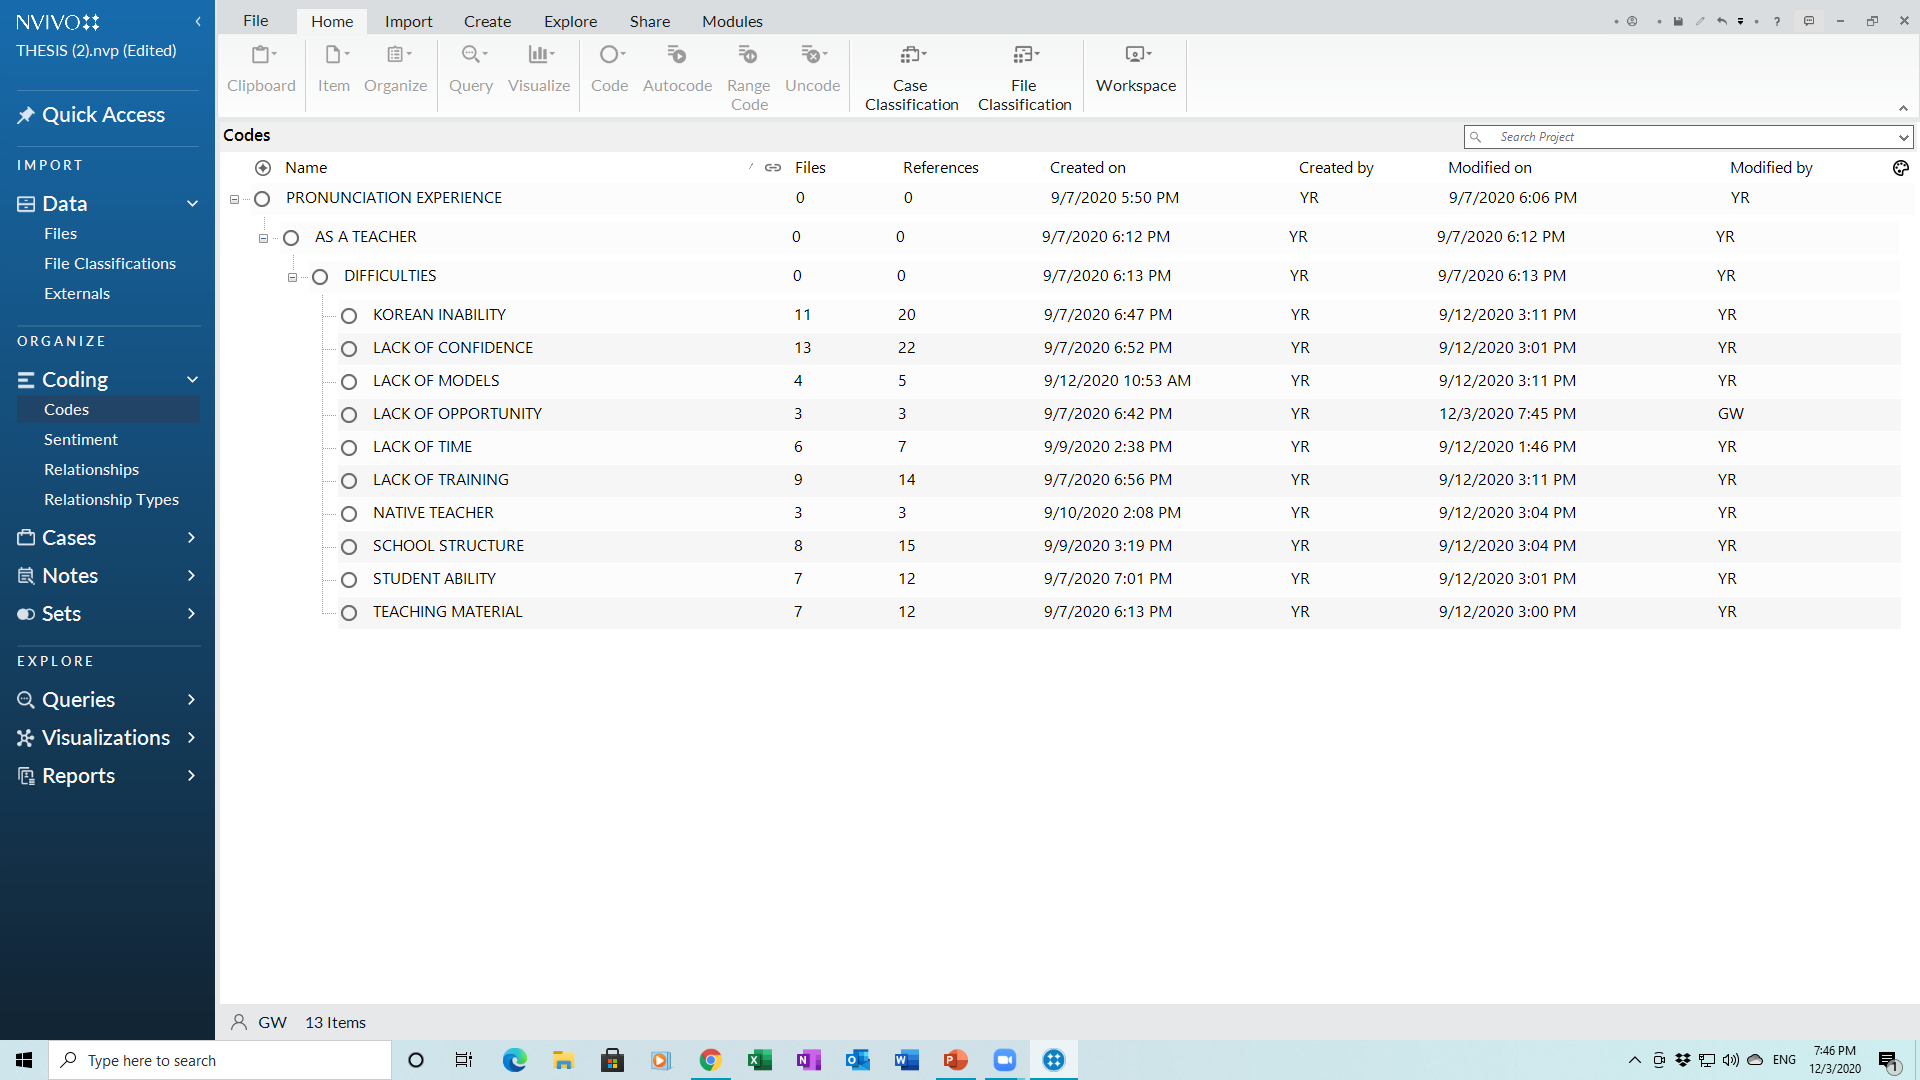 NVIVO
THESIS (2).nvp (Edited)
Quick Access
IMPORT
Data
Files
File Classifications
Externals
ORGANIZE
Coding
Codes
Sentiment
Relationships
Relationship Types
Cases
Notes
Sets
EXPLORE
Queries
Visualizations
Reports
File Home Import Create Explore Share Modules
Clipboard Item Organize Query Visualize Code Autocode Range Code Uncode Case Classification File Classification Workspace
Codes Search Project
Name Files References Created on Created by Modified on Modified by
PRONUNCIATION EXPERIENCE 0 0 9/7/2020 5:50 PM YR 9/7/2020 6:06 PM YR
AS A TEACHER 0 0 9/7/2020 6:12 PM YR 9/7/2020 6:12 PM YR
DIFFICULTIES 0 0 9/7/2020 6:13 PM YR 9/7/2020 6:13 PM YR
KOREAN INABILITY 11 20 9/7/2020 6:47 PM YR 9/12/2020 3:11 PM YR
LACK OF CONFIDENCE 13 22 9/7/2020 6:52 PM YR 9/12/2020 3:01 PM YR
LACK OF MODELS 4 5 9/12/2020 10:53 AM YR 9/12/2020 3:11 PM YR
LACK OF OPPORTUNITY 3 3 9/7/2020 6:42 PM YR 12/3/2020 7:45 PM GW
LACK OF TIME 6 7 9/9/2020 2:38 PM YR 9/12/2020 1:46 PM YR
LACK OF TRAINING 9 14 9/7/2020 6:56 PM YR 9/12/2020 3:11 PM YR
NATIVE TEACHER 3 3 9/10/2020 2:08 PM YR 9/12/2020 3:04 PM YR
SCHOOL STRUCTURE 8 15 9/9/2020 3:19 PM YR 9/12/2020 3:04 PM YR
STUDENT ABILITY 7 12 9/7/2020 7:01 PM YR 9/12/2020 3:01 PM YR
TEACHING MATERIAL 7 12 9/7/2020 6:13 PM YR 9/12/2020 3:00 PM YR
GW 13 Items
Type here to search
ENG
7:46 PM
12/3/2020
1